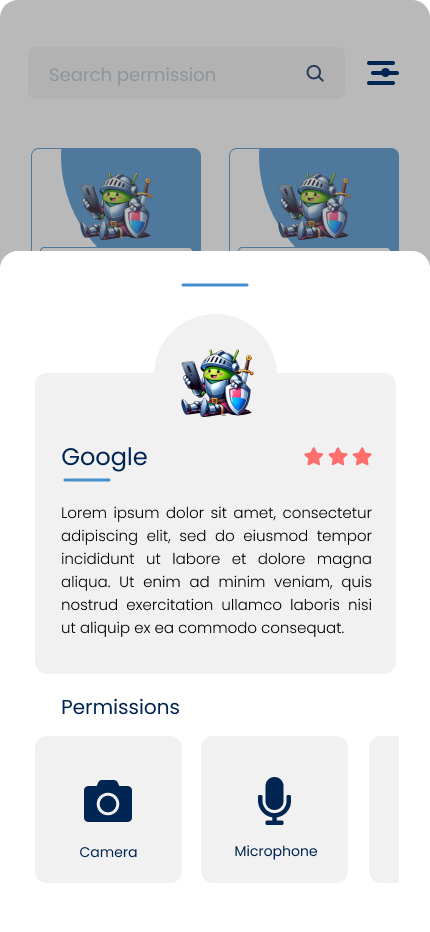 Search permission
Google
Lorem ipsum dolor sit amet, consectetur
adipiscing elit, sed do eiusmod tempor
incididunt ut labore et dolore magna
aliqua. Ut enim ad minim veniam, quis
nostrud exercitation ullamco laboris nisi
ut aliquip ex ea commodo consequat.
Permissions
Camera
Microphone